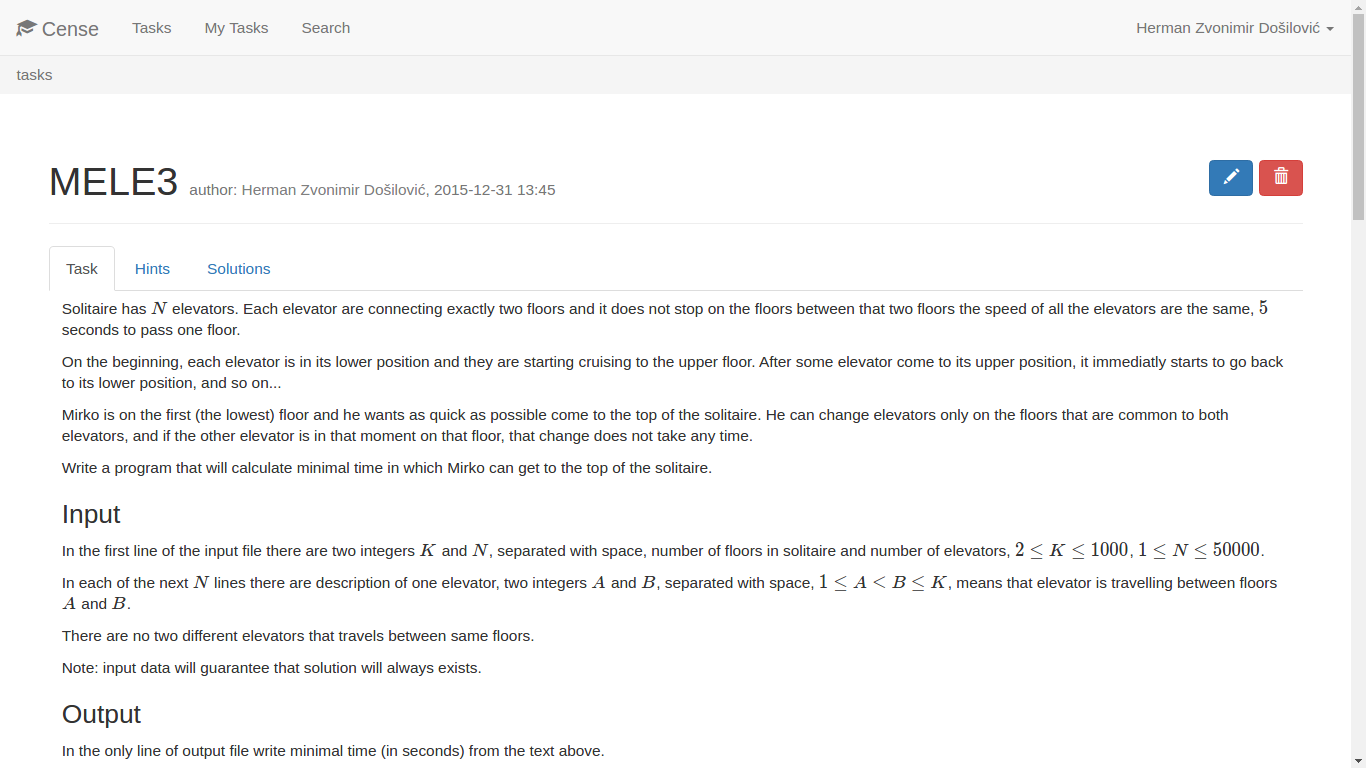 Cense Tasks My Tasks Search Herman Zvonimir Došilović
tasks
MELE3 author: Herman Zvonimir Došilović, 2015-12-31 13:45
Task Hints Solutions
Solitaire has N elevators. Each elevator are connecting exactly two floors and it does not stop on the floors between that two floors the speed of all the elevators are the same, 5
seconds to pass one floor.
On the beginning, each elevator is in its lower position and they are starting cruising to the upper floor. After some elevator come to its upper position, it immediatly starts to go back
to its lower position, and so on...
Mirko is on the first (the lowest) floor and he wants as quick as possible come to the top of the solitaire. He can change elevators only on the floors that are common to both
elevators, and if the other elevator is in that moment on that floor, that change does not take any time.
Write a program that will calculate minimal time in which Mirko can get to the top of the solitaire.
Input
In the first line of the input file there are two integers K and N, separated with space, number of floors in solitaire and number of elevators, 2 ≤ K ≤ 1000, 1 ≤ N ≤ 50000.
In each of the next N lines there are description of one elevator, two integers A and B, separated with space, 1 ≤ A < B ≤ K, means that elevator is travelling between floors
A and B.
There are no two different elevators that travels between same floors.
Note: input data will guarantee that solution will always exists.
Output
In the only line of output file write minimal time (in seconds) from the text above.